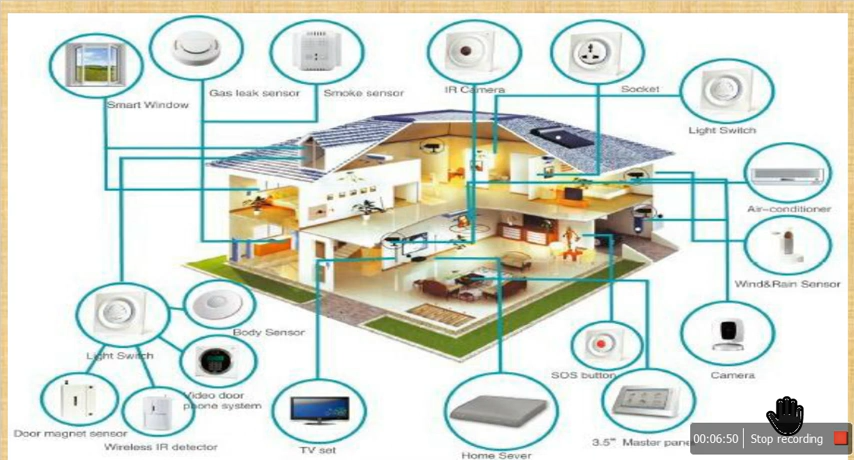 Smart Window
Gas leak sensor
Smoke sensor
IR Camera
Socket
Light Switch
Air-conditioner
Wind&Rain Sensor
Body Sensor
Light Switch
Video door
phone system
SOS button
Camera
Door magnet sensor
Wireless IR detector
TV set
Home Sever
3.5" Master pane
00:06:50
Stop recording